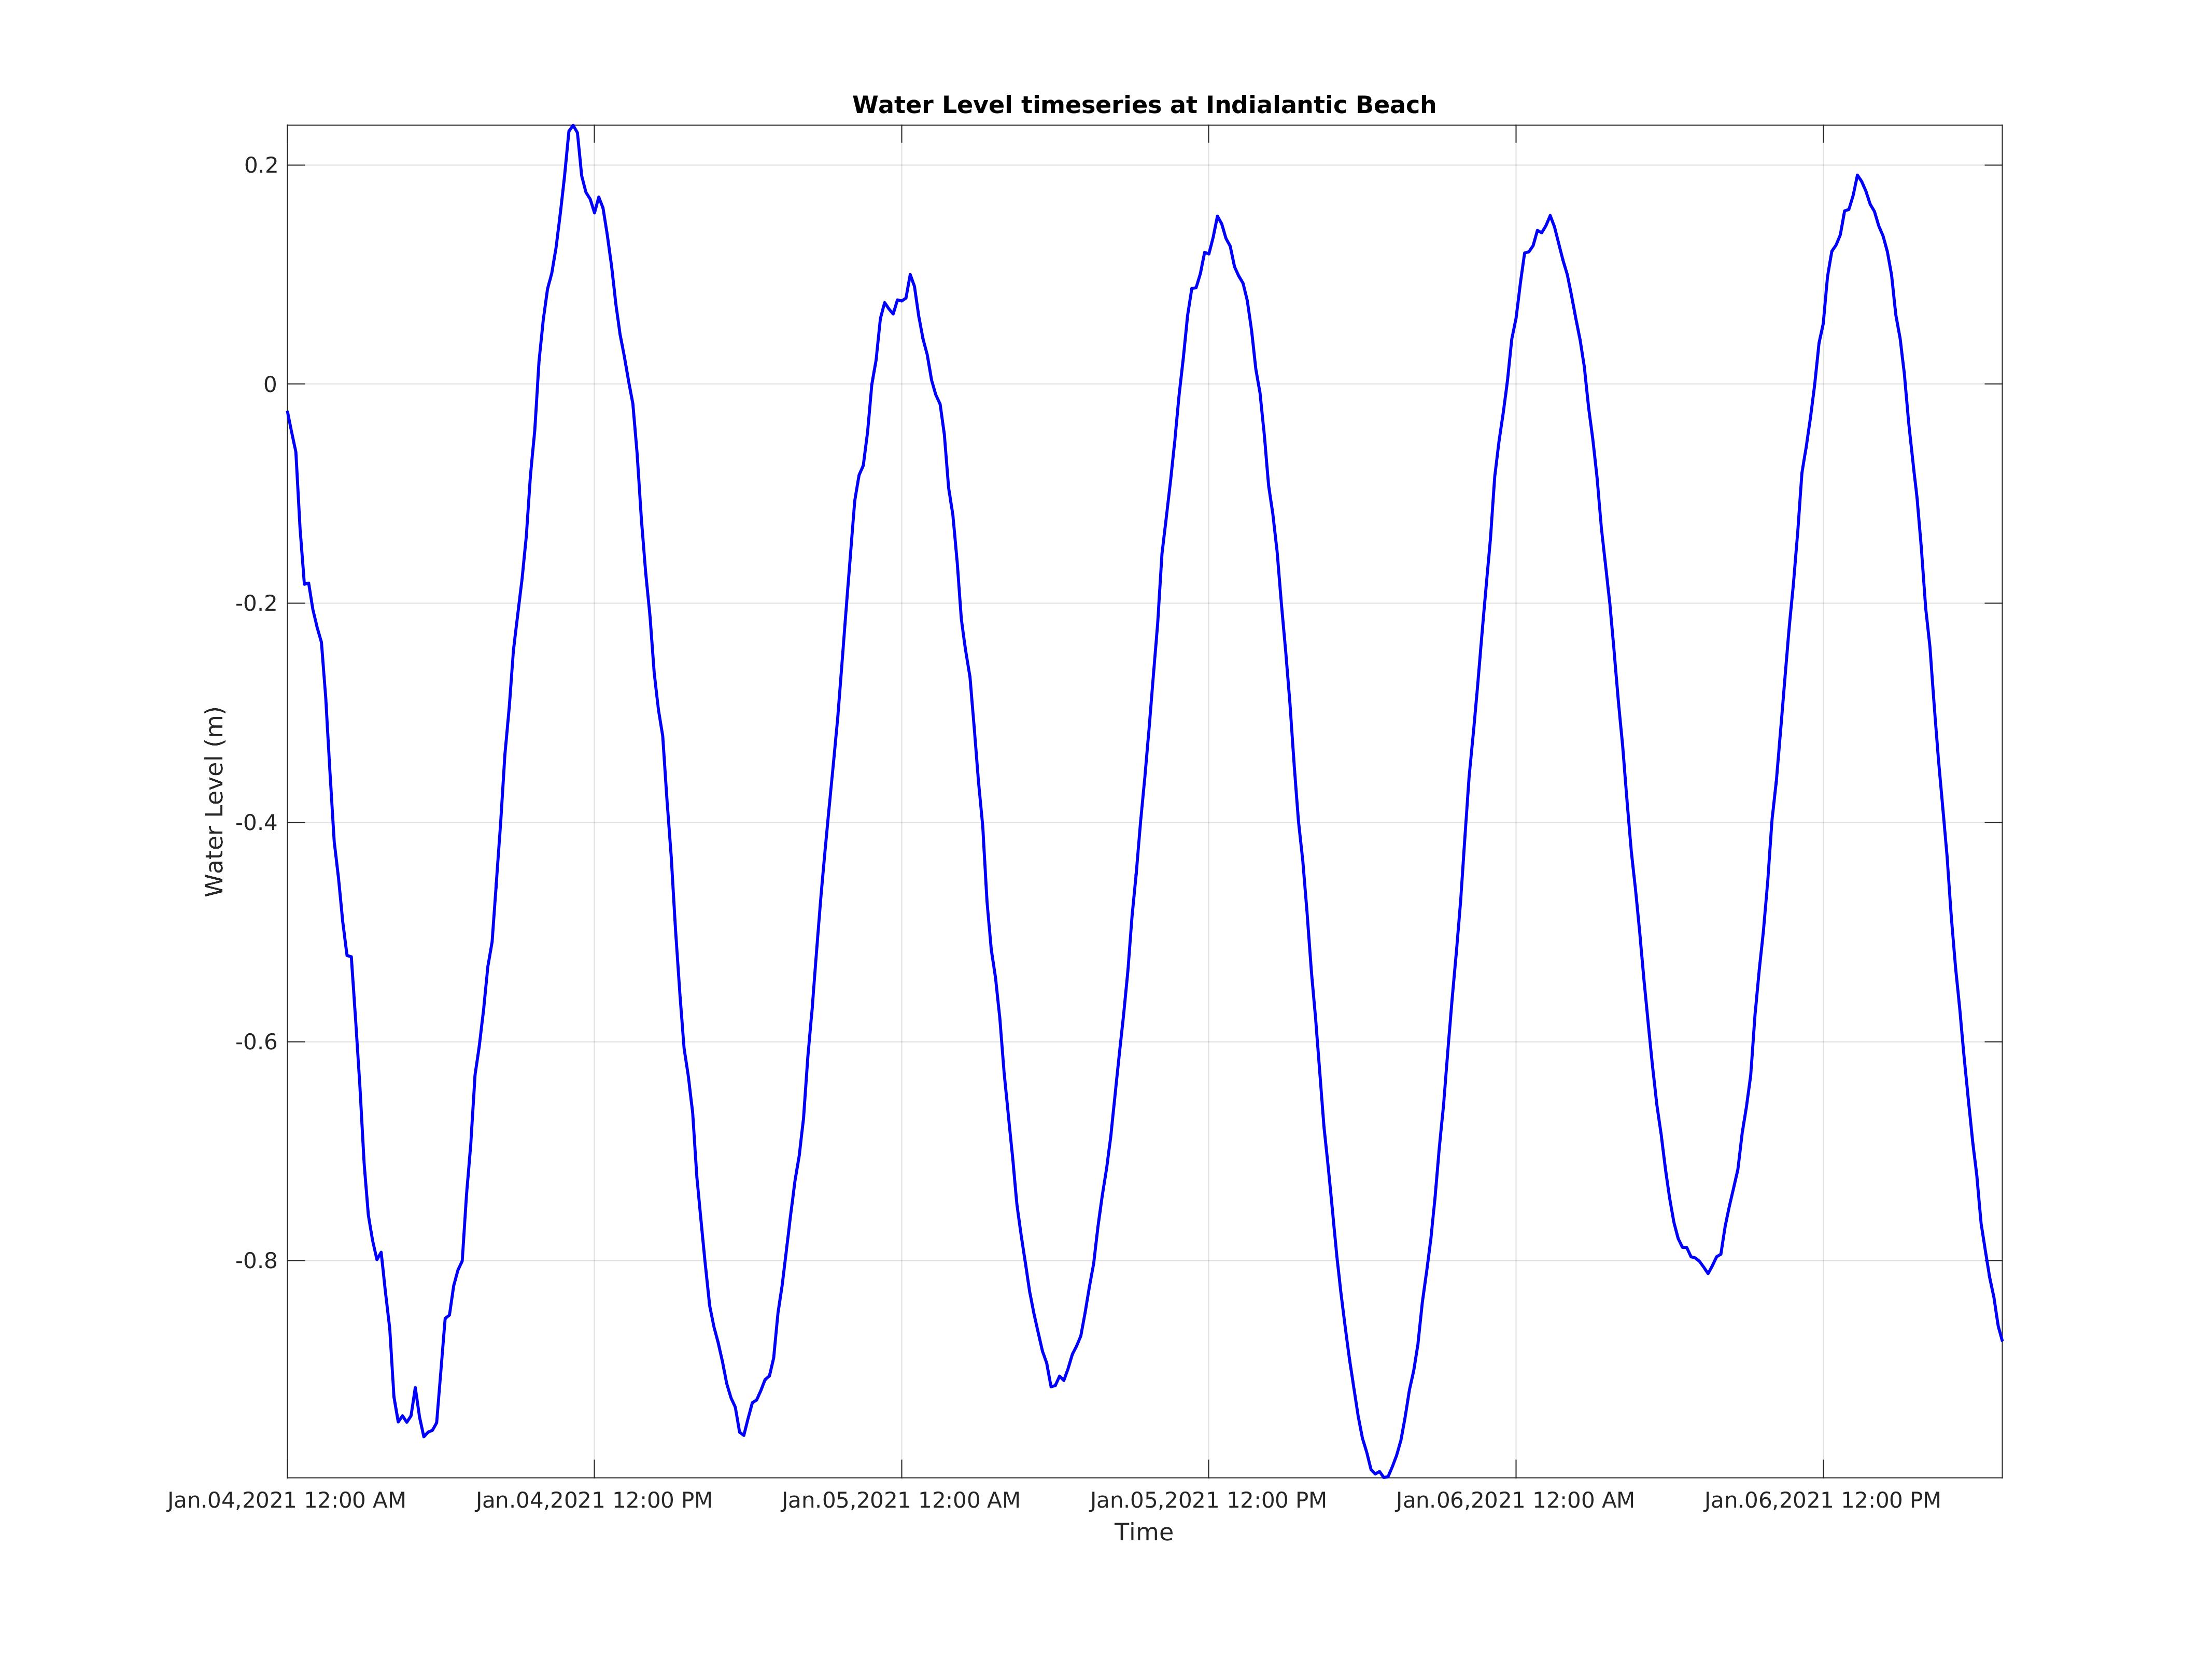 Water Level timeseries at Indialantic Beach
0.2
0
-0.2
-0.4
-0.6
-0.8
Water Level (m)
Jan.04,2021 12:00 AM
Jan.04,2021 12:00 PM
Jan.05,2021 12:00 AM
Jan.05,2021 12:00 PM
Jan.06,2021 12:00 AM
Jan.06,2021 12:00 PM
Time